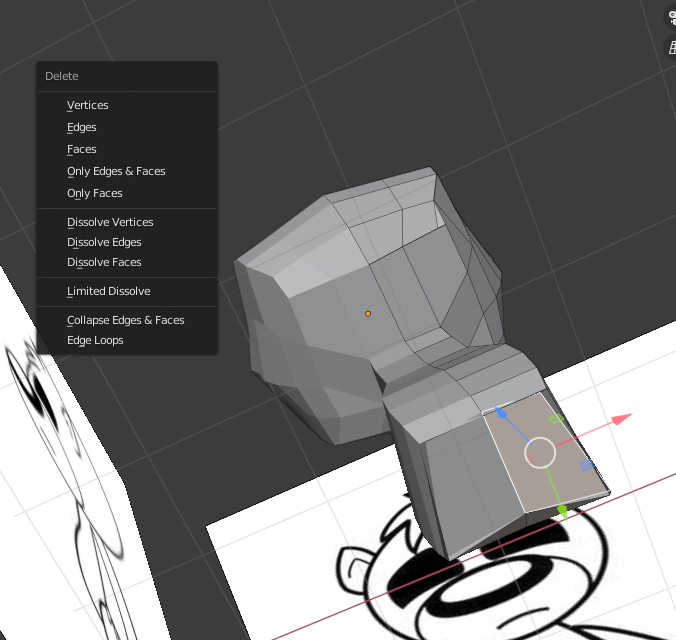 Delete
Vertices
Edges
Faces
Only Edges & Faces
Only Faces
Dissolve Vertices
Dissolve Edges
Dissolve Faces
Limited Dissolve
Collapse Edges & Faces
Edge Loops